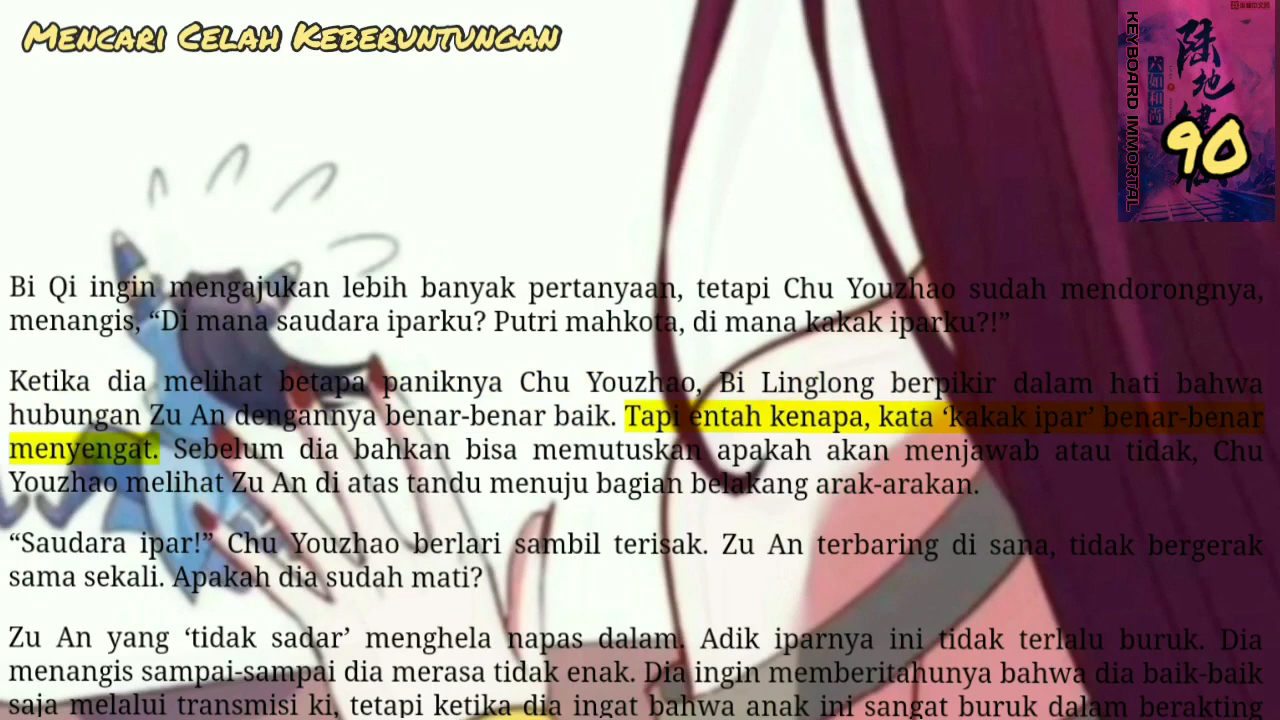 Mencari Celah Keberuntungan
KEYBOARD IMMORTAL
陆地
六如和尚
90
Bi Qi ingin mengajukan lebih banyak pertanyaan, tetapi Chu Youzhao sudah mendorongnya,
menangis, “Di mana saudara iparku? Putri mahkota, di mana kakak iparku?!”
Ketika dia melihat betapa paniknya Chu Youzhao, Bi Linglong berpikir dalam hati bahwa
hubungan Zu An dengannya benar-benar baik. Tapi entah kenapa, kata ‘kakak ipar’ benar-benar
menyengat. Sebelum dia bahkan bisa memutuskan apakah akan menjawab atau tidak, Chu
Youzhao melihat Zu An di atas tandu menuju bagian belakang arak-arakan.
“Saudara ipar!” Chu Youzhao berlari sambil terisak. Zu An terbaring di sana, tidak bergerak
sama sekali. Apakah dia sudah mati?
Zu An yang ‘tidak sadar’ menghela napas dalam. Adik iparnya ini tidak terlalu buruk. Dia
menangis sampai-sampai dia merasa tidak enak. Dia ingin memberitahunya bahwa dia baik-baik
saja melalui transmisi ki, tetapi ketika dia ingat bahwa anak ini sangat buruk dalam berakting